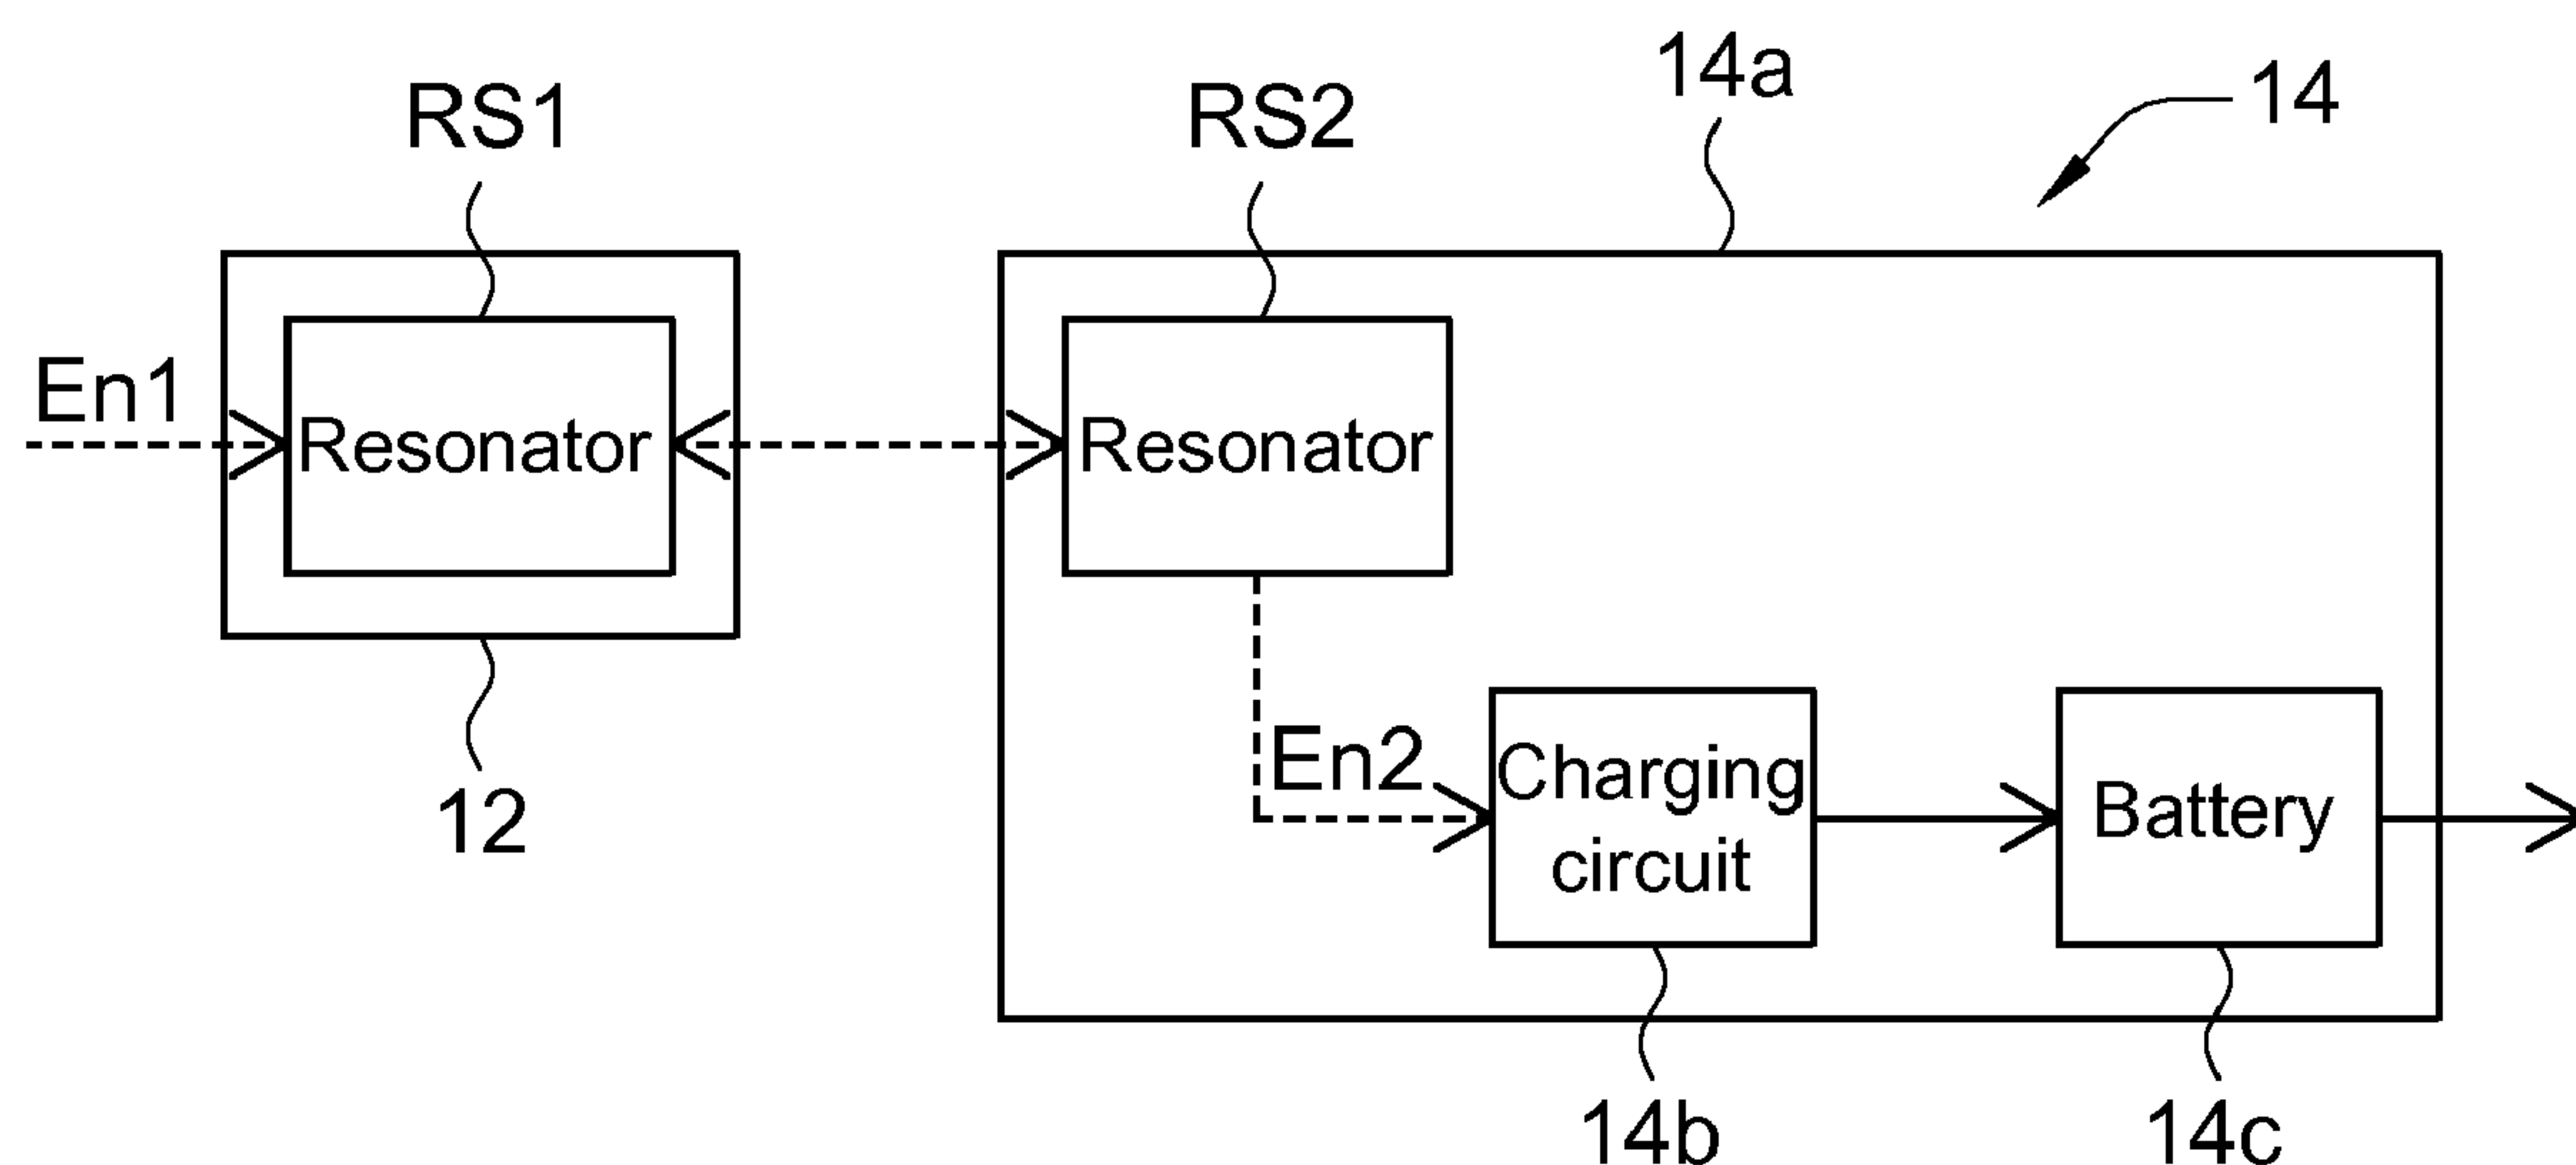 14a
14
RS1
RS2
En1
Resonator
Resonator
En2
Charging
circuit
Battery
12
14b
14c